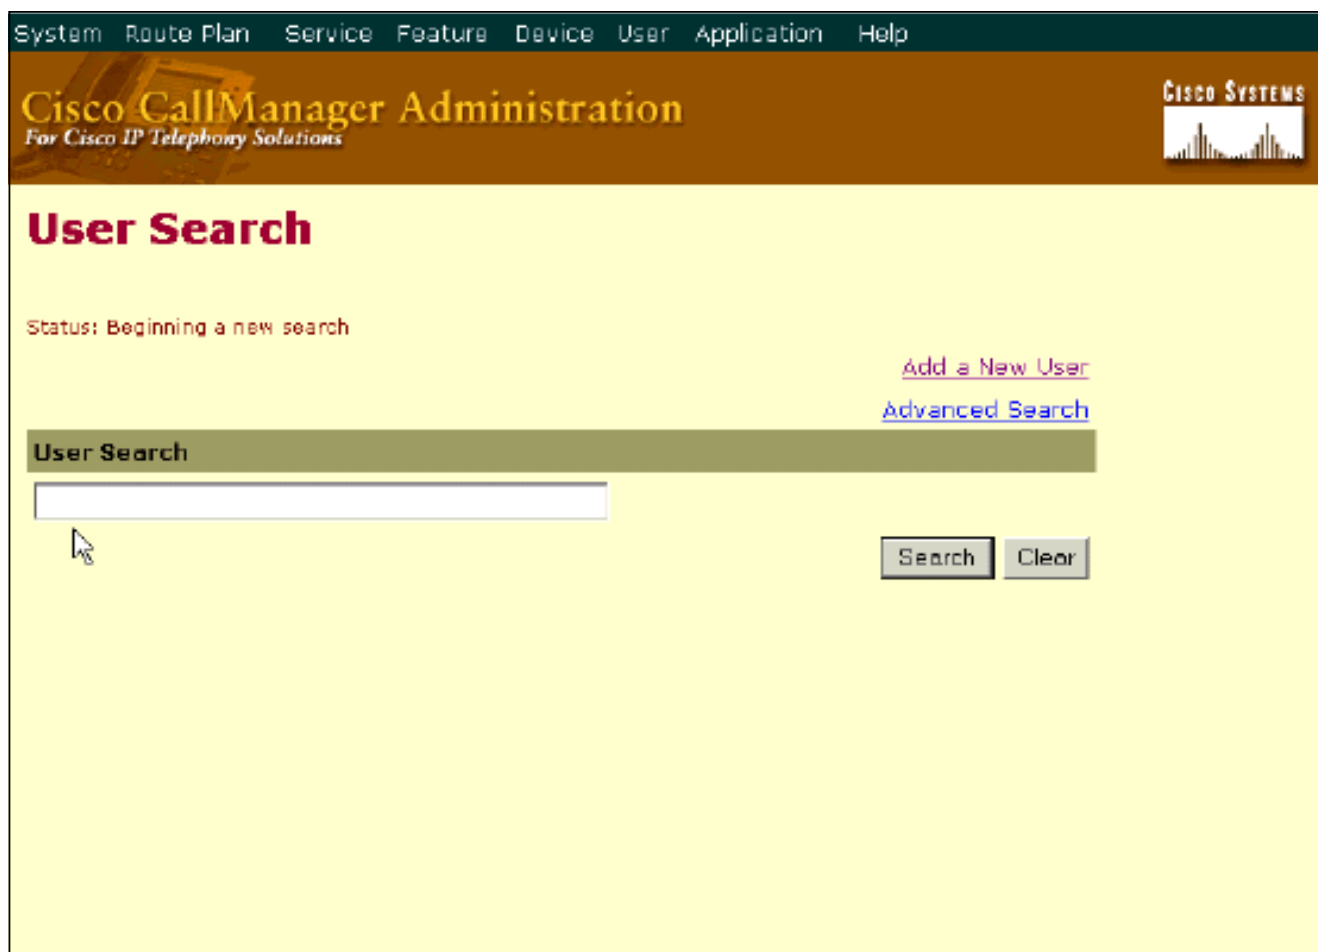 System Route Plan Service Feature Device User Application Help
Cisco CallManager Administration
For Cisco IP Telephony Solutions
CISCO SYSTEMS
User Search
Status: Beginning a new search
Add a New User
Advanced Search
User Search
Search Clear